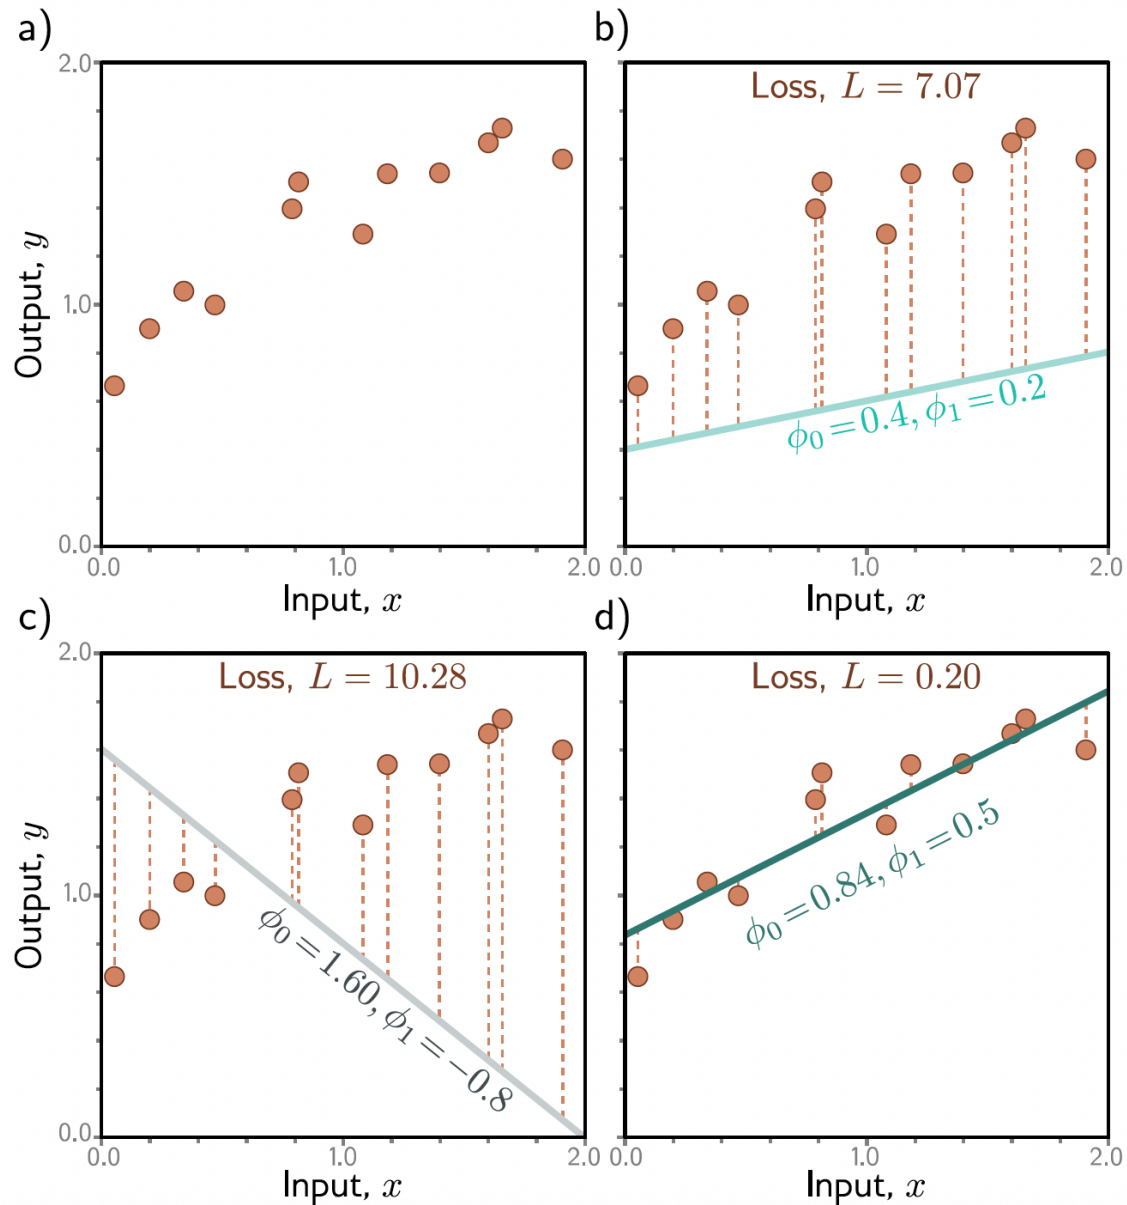 a)
2.0
1.0
0.0
Output, y
0.0 1.0 2.0
Input, x
b)
Loss, L = 7.07
ϕ₀=0.4, ϕ₁=0.2
0.0 1.0 2.0
Input, x
c)
2.0
1.0
0.0
Output, y
Loss, L = 10.28
ϕ₀=1.60, ϕ₁=−0.8
0.0 1.0 2.0
Input, x
d)
Loss, L = 0.20
ϕ₀=0.84, ϕ₁=0.5
0.0 1.0 2.0
Input, x